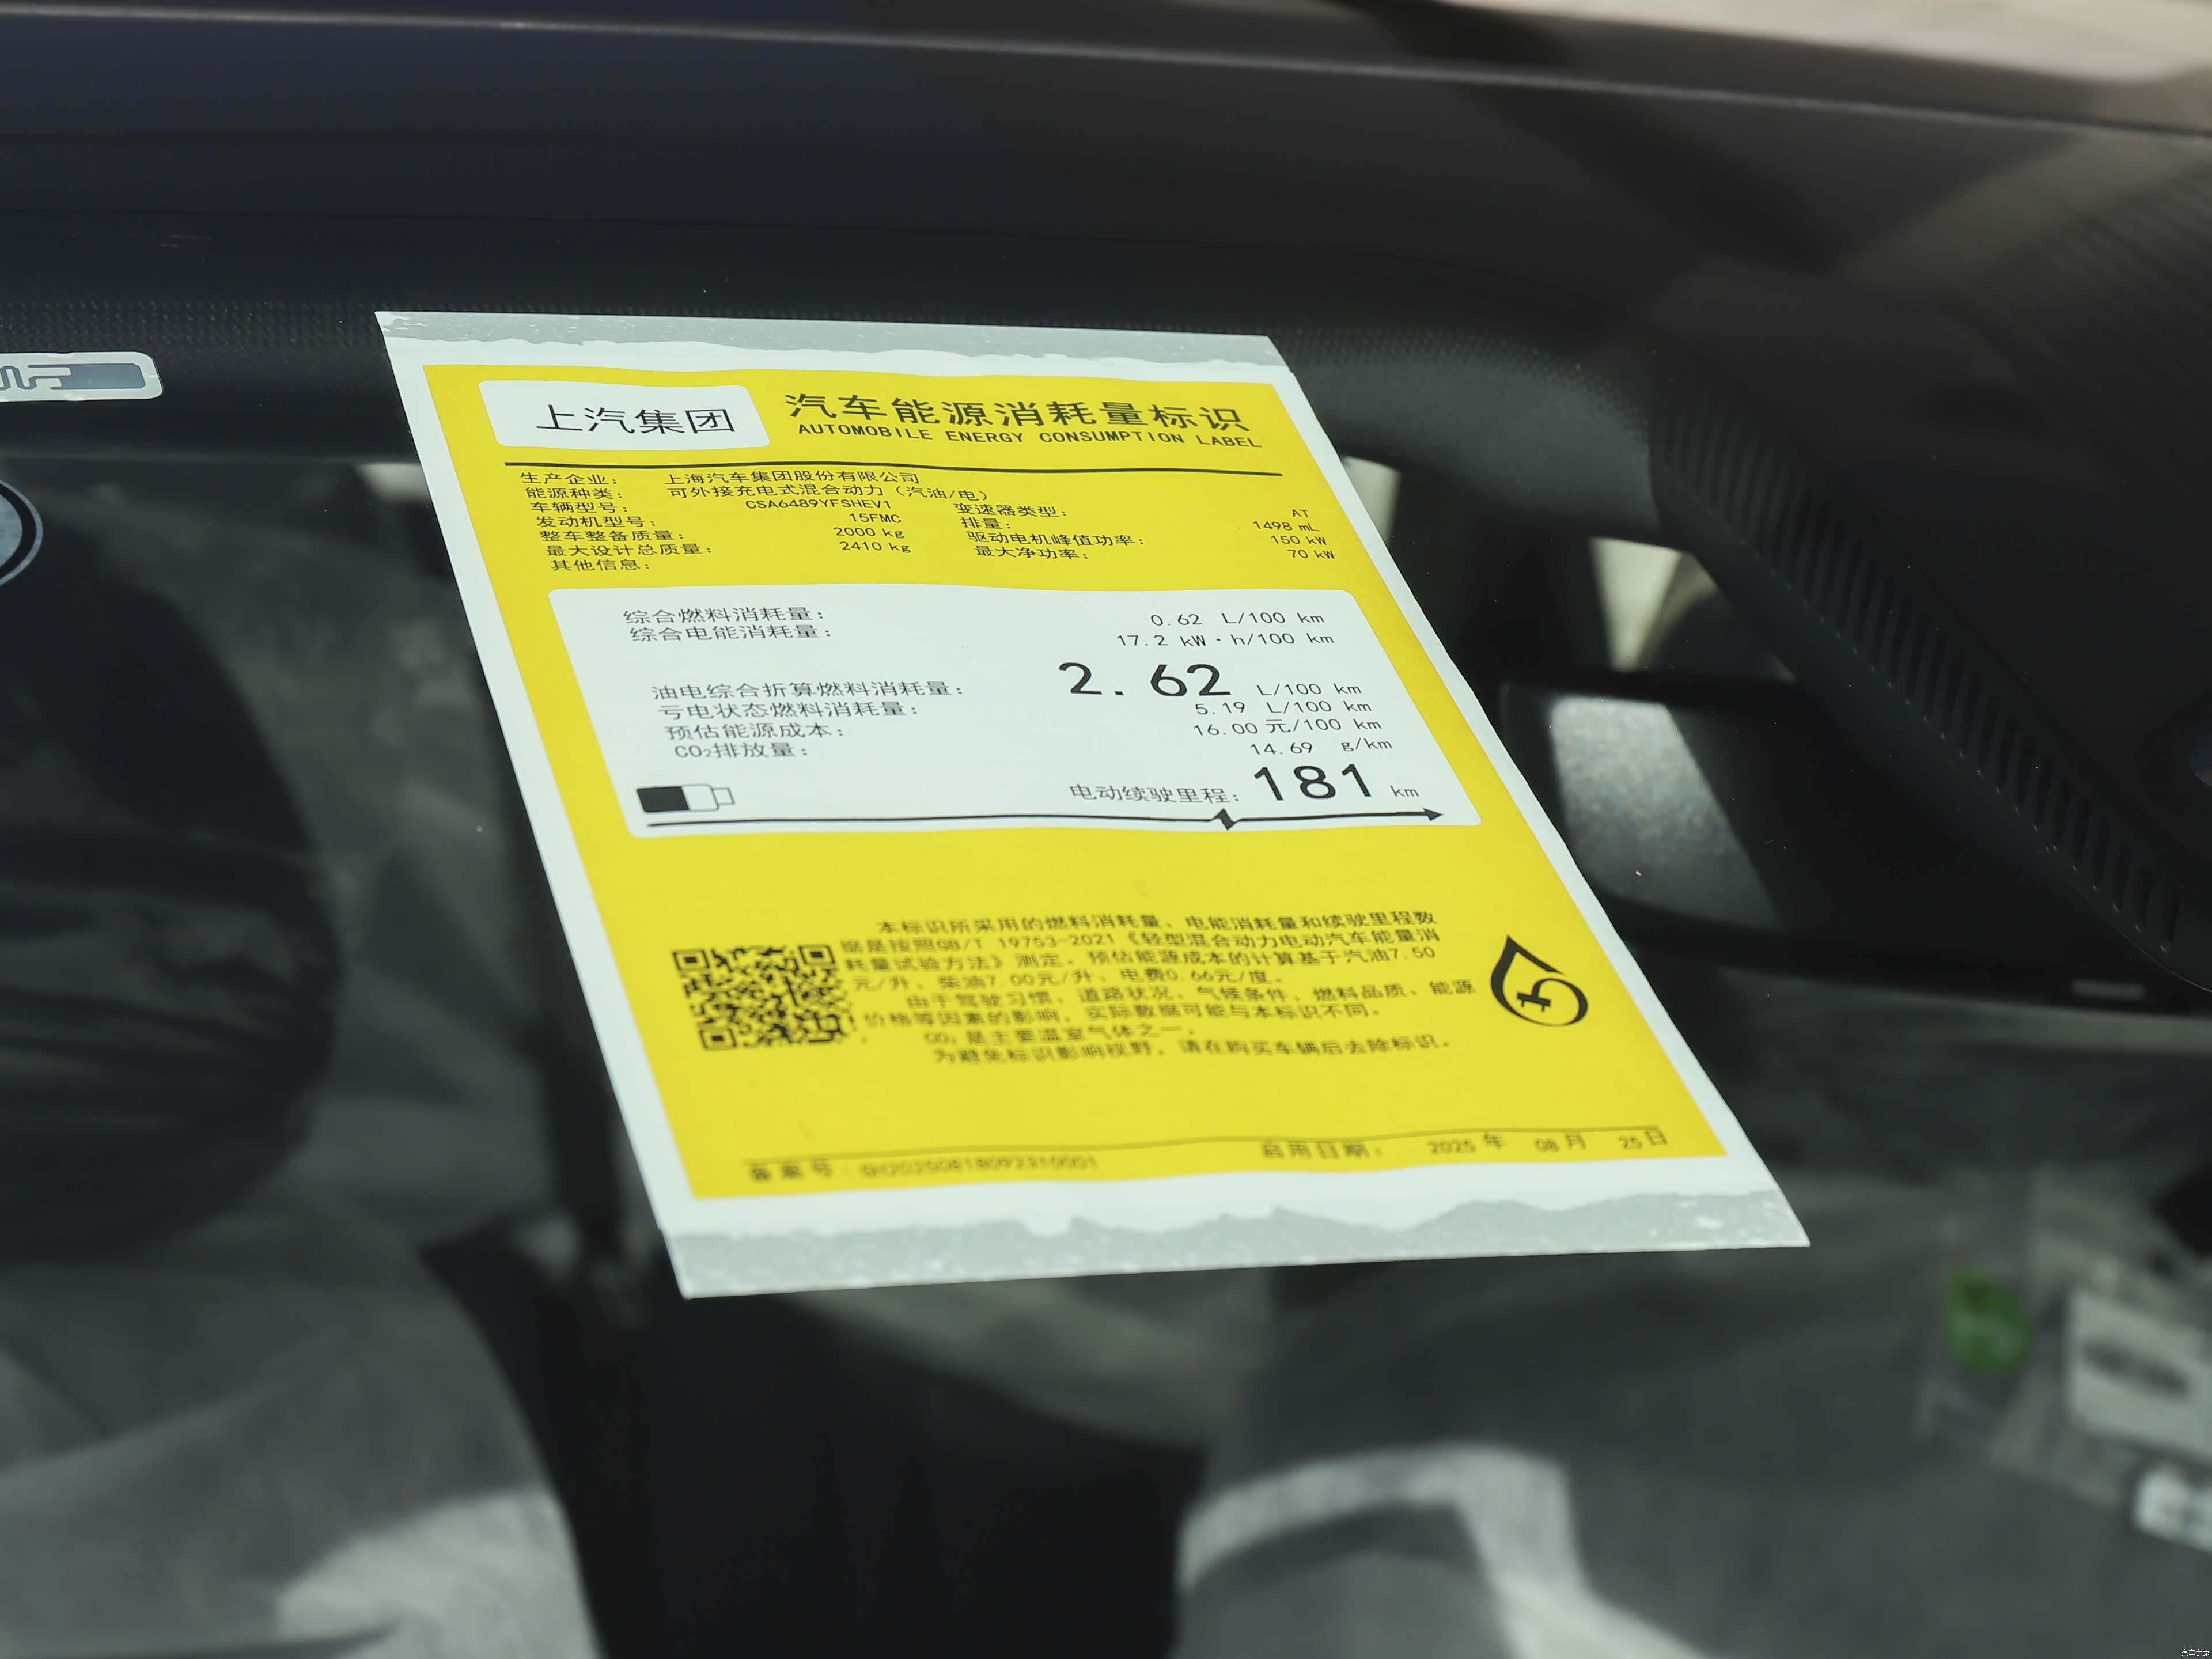 上汽集团
汽车能源消耗量标识
AUTOMOBILE ENERGY CONSUMPTION LABEL
生产企业: 上海汽车集团股份有限公司
能源种类: 可外接充电式混合动力(汽油/电)
车辆型号: CSA6489YFSHEV1 变速器类型: AT
发动机型号: 15FMC 排量: 1498 mL
整车整备质量: 2000 kg 驱动电机峰值功率: 150 kW
最大设计总质量: 2410 kg 最大净功率: 70 kW
其他信息:
综合燃料消耗量: 0.62 L/100 km
综合电能消耗量: 17.2 kW·h/100 km
油电综合折算燃料消耗量: 2.62 L/100 km
亏电状态燃料消耗量: 5.19 L/100 km
预估能源成本: 16.00 元/100 km
CO₂排放量: 14.69 g/km
电动续驶里程: 181 km
本标识所采用的燃料消耗量、电能消耗量和续驶里程数
据是按照GB/T 19753-2021《轻型混合动力电动汽车能量消
耗量试验方法》测定。预估能源成本的计算基于汽油7.50
元/升、柴油7.00元/升、电费0.66元/度。
由于驾驶习惯、道路状况、气候条件、燃料品质、能源
价格等因素的影响,实际数据可能与本标识不同。
CO₂是主要温室气体之一。
为避免标识影响视野,请在购买车辆后去除标识。
备案号 启用日期: 2025 年 08 月 25 日
汽车之家